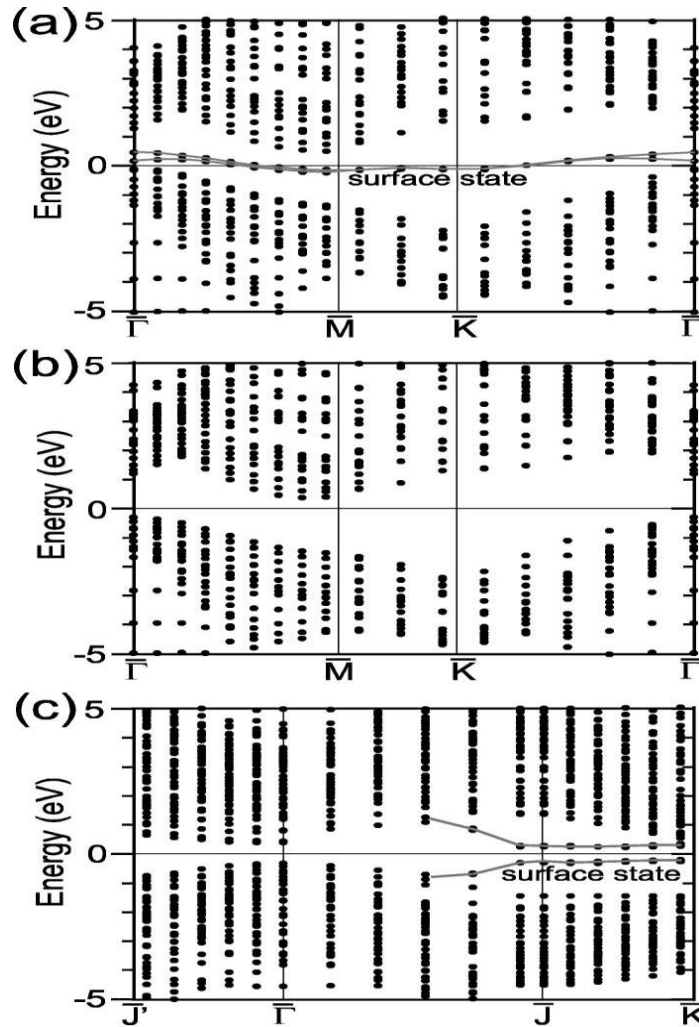 (a)
5
Energy (eV)
0
surface state
-5
Γ̅ M̅ K̅ Γ̅
(b)
5
Energy (eV)
0
-5
Γ̅ M̅ K̅ Γ̅
(c)
5
Energy (eV)
0
surface state
-5
J̅' Γ̅ J̅ K̅